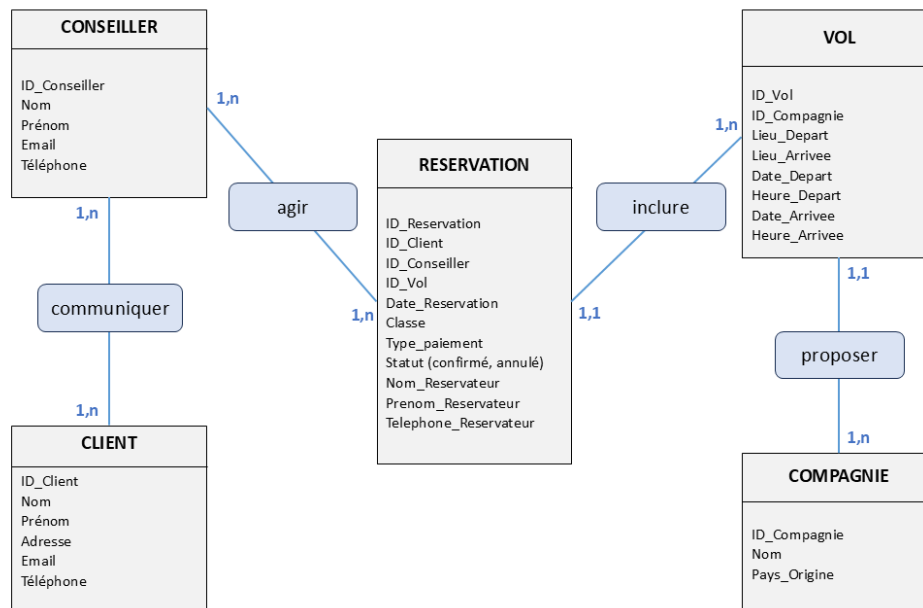 CONSEILLER
ID_Conseiller
Nom
Prénom
Email
Téléphone
1,n
agir
1,n
1,n
communiquer
1,n
CLIENT
ID_Client
Nom
Prénom
Adresse
Email
Téléphone
RESERVATION
ID_Reservation
ID_Client
ID_Conseiller
ID_Vol
Date_Reservation
Classe
Type_paiement
Statut (confirmé, annulé)
Nom_Reservateur
Prenom_Reservateur
Telephone_Reservateur
1,n
inclure
1,1
VOL
ID_Vol
ID_Compagnie
Lieu_Depart
Lieu_Arrivee
Date_Depart
Heure_Depart
Date_Arrivee
Heure_Arrivee
1,1
proposer
1,n
COMPAGNIE
ID_Compagnie
Nom
Pays_Origine